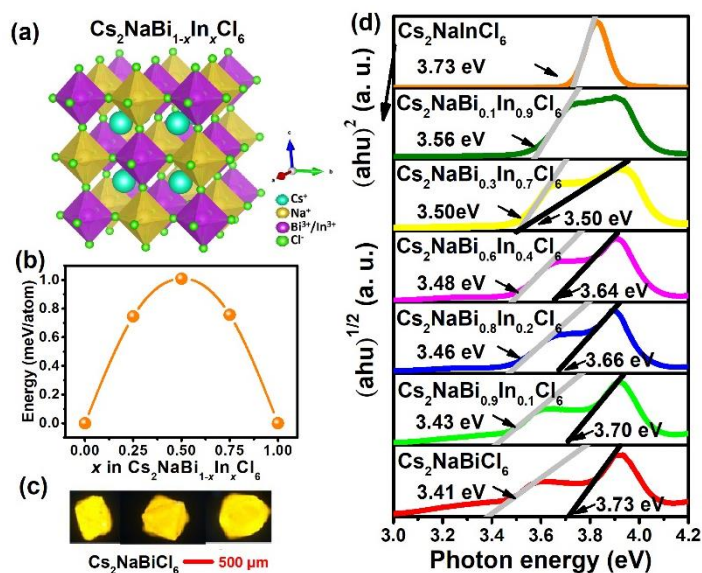 (a)
Cs₂NaBi₁₋ₓInₓCl₆
c
a
b
Cs⁺
Na⁺
Bi³⁺/In³⁺
Cl⁻
(b)
Energy (meV/atom)
1.0
0.8
0.6
0.4
0.2
0.0
0.00 0.25 0.50 0.75 1.00
x in Cs₂NaBi₁₋ₓInₓCl₆
(c)
Cs₂NaBiCl₆ 500 µm
(d)
(ahu)² (a. u.)
(ahu)¹/² (a. u.)
Cs₂NaInCl₆
3.73 eV
Cs₂NaBi₀.₁In₀.₉Cl₆
3.56 eV
Cs₂NaBi₀.₃In₀.₇Cl₆
3.50eV 3.50 eV
Cs₂NaBi₀.₆In₀.₄Cl₆
3.48 eV 3.64 eV
Cs₂NaBi₀.₈In₀.₂Cl₆
3.46 eV 3.66 eV
Cs₂NaBi₀.₉In₀.₁Cl₆
3.43 eV 3.70 eV
Cs₂NaBiCl₆
3.41 eV 3.73 eV
3.0 3.6 3.8 4.0 4.2
Photon energy (eV)